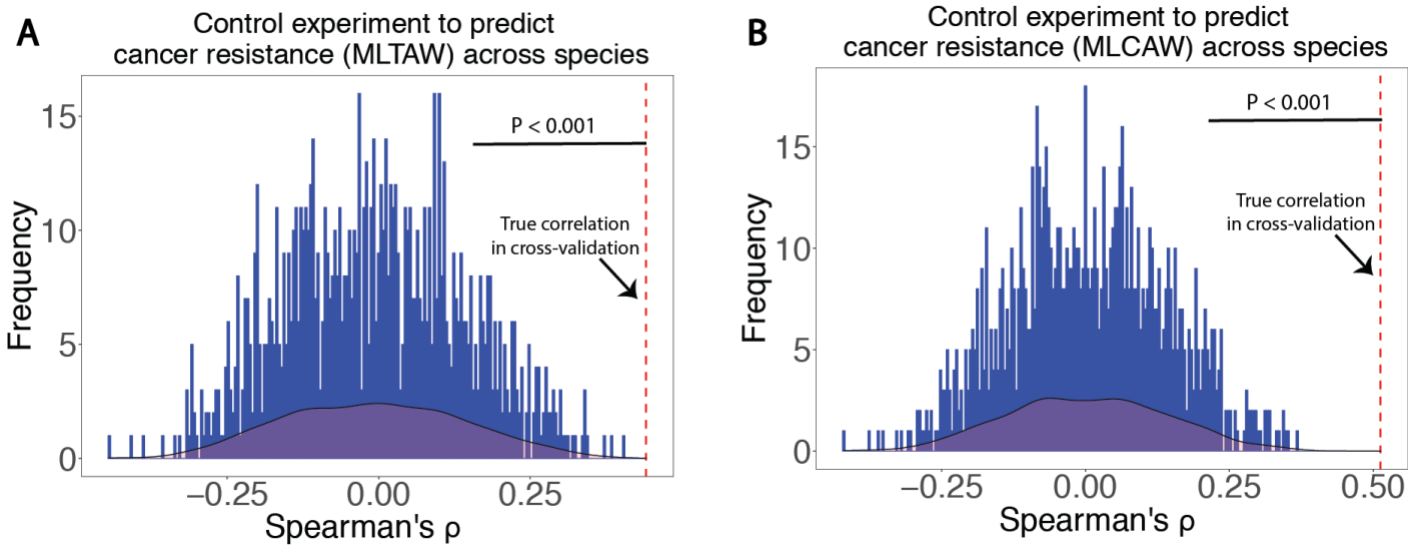 A
Control experiment to predict
cancer resistance (MLTAW) across species
15
10
5
0
Frequency
P < 0.001
True correlation
in cross-validation
−0.25
0.00
0.25
Spearman's ρ
B
Control experiment to predict
cancer resistance (MLCAW) across species
15
10
5
0
Frequency
P < 0.001
True correlation
in cross-validation
−0.25
0.00
0.25
0.50
Spearman's ρ